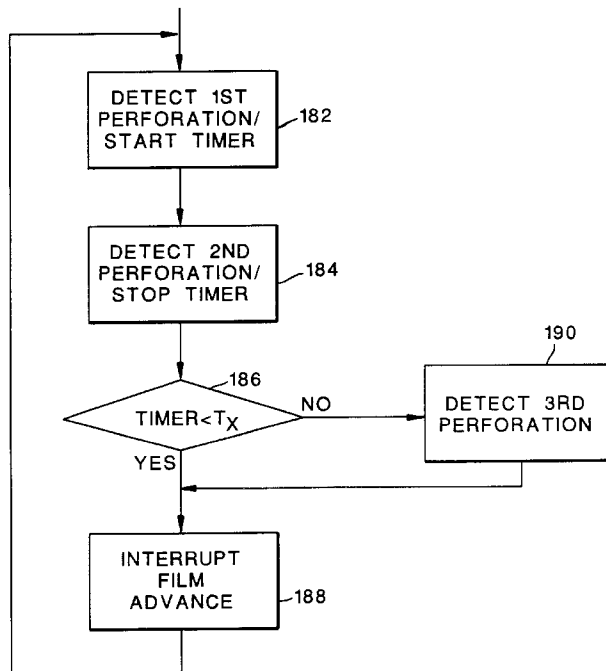 DETECT 1ST
PERFORATION/
START TIMER
182
DETECT 2ND
PERFORATION/
STOP TIMER
184
186
TIMER<TX
NO
YES
190
DETECT 3RD
PERFORATION
INTERRUPT
FILM
ADVANCE
188